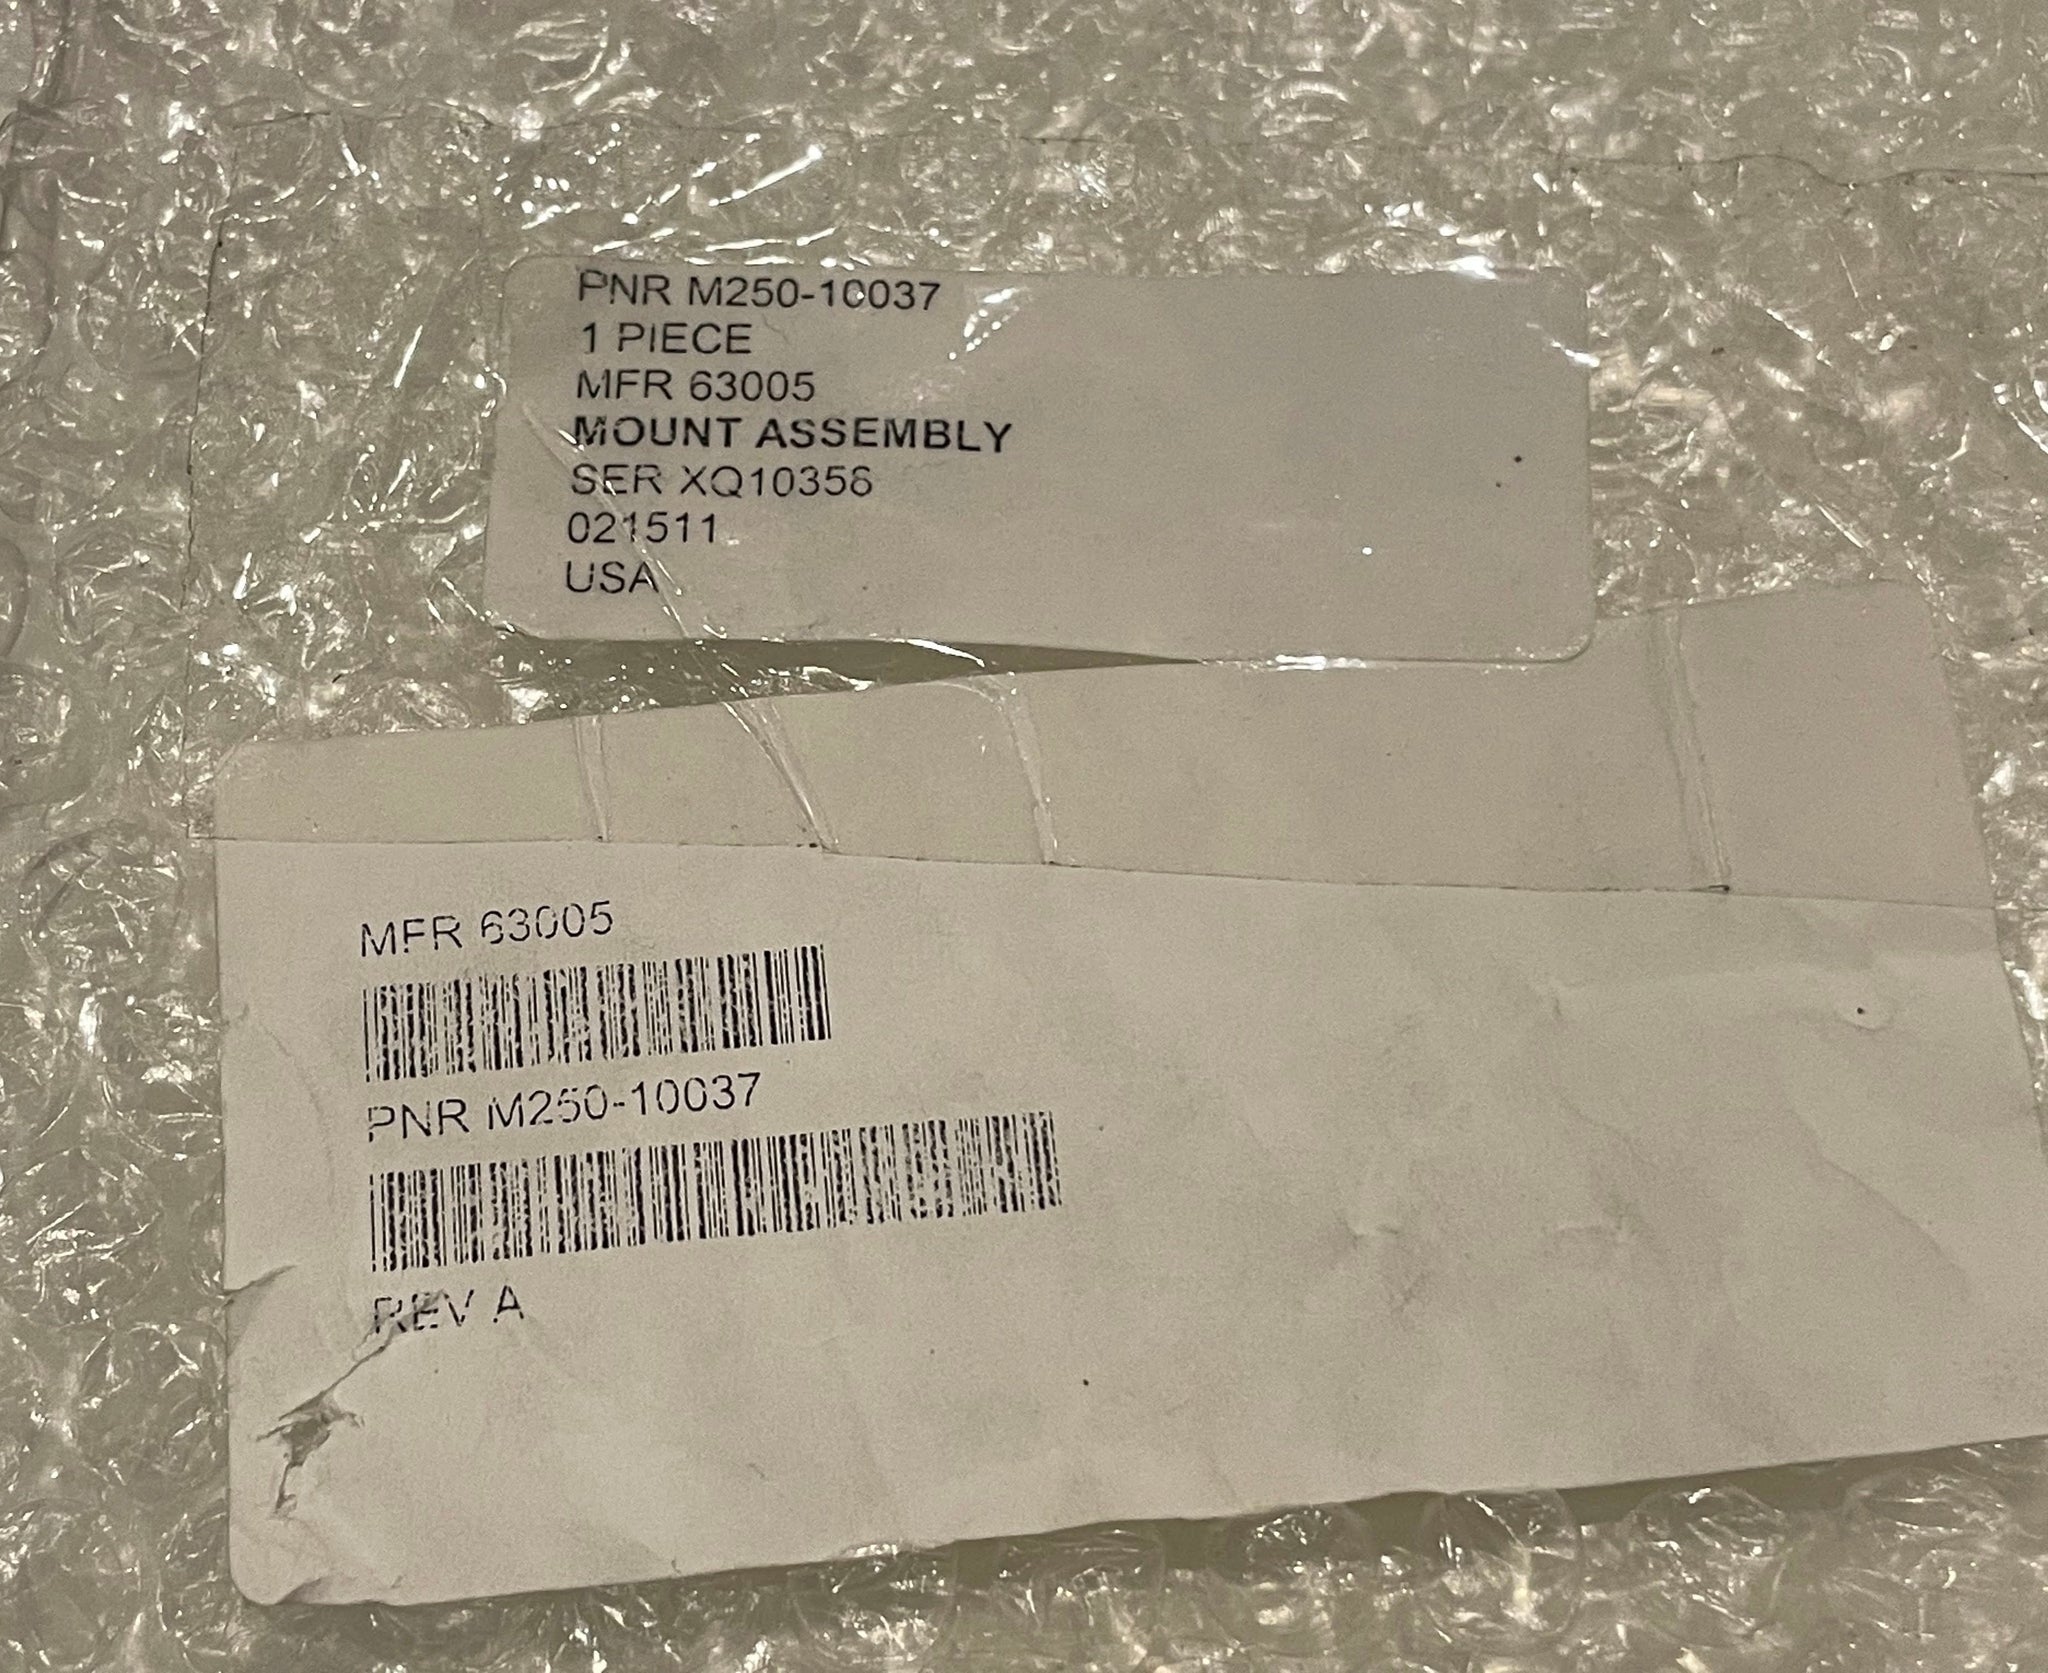 PNR M250-10037
1 PIECE
MFR 63005
MOUNT ASSEMBLY
SER XQ10356
021511
USA
MFR 63005
PNR M250-10037
REV A